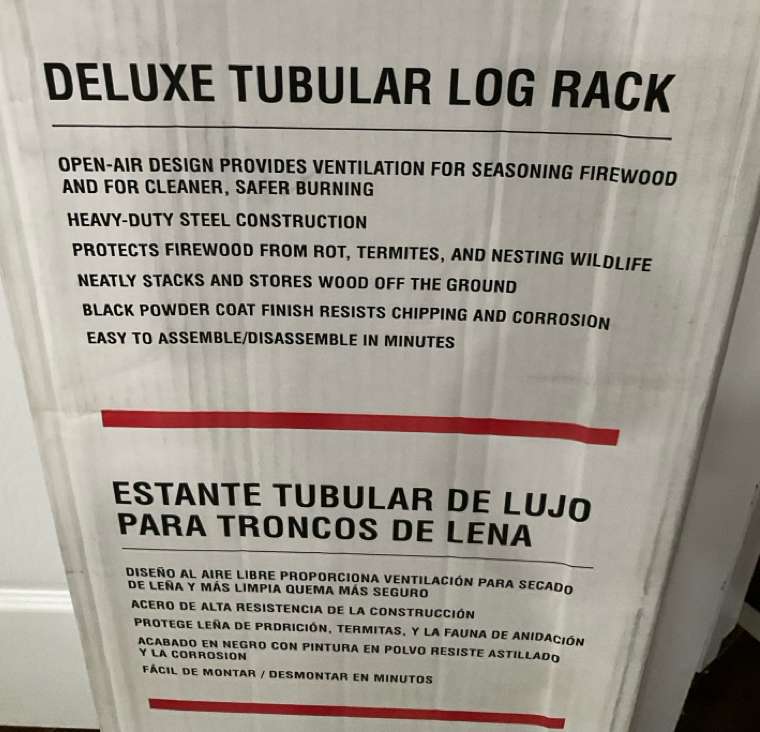 DELUXE TUBULAR LOG RACK
OPEN-AIR DESIGN PROVIDES VENTILATION FOR SEASONING FIREWOOD
AND FOR CLEANER, SAFER BURNING
HEAVY-DUTY STEEL CONSTRUCTION
PROTECTS FIREWOOD FROM ROT, TERMITES, AND NESTING WILDLIFE
NEATLY STACKS AND STORES WOOD OFF THE GROUND
BLACK POWDER COAT FINISH RESISTS CHIPPING AND CORROSION
EASY TO ASSEMBLE/DISASSEMBLE IN MINUTES
ESTANTE TUBULAR DE LUJO
PARA TRONCOS DE LENA
DISEÑO AL AIRE LIBRE PROPORCIONA VENTILACIÓN PARA SECADO
DE LEÑA Y MÁS LIMPIA QUEMA MÁS SEGURO
ACERO DE ALTA RESISTENCIA DE LA CONSTRUCCIÓN
PROTEGE LEÑA DE PRDRICIÓN, TERMITAS, Y LA FAUNA DE ANIDACIÓN
ACABADO EN NEGRO CON PINTURA EN POLVO RESISTE ASTILLADO
Y LA CORROSION
FÁCIL DE MONTAR / DESMONTAR EN MINUTOS